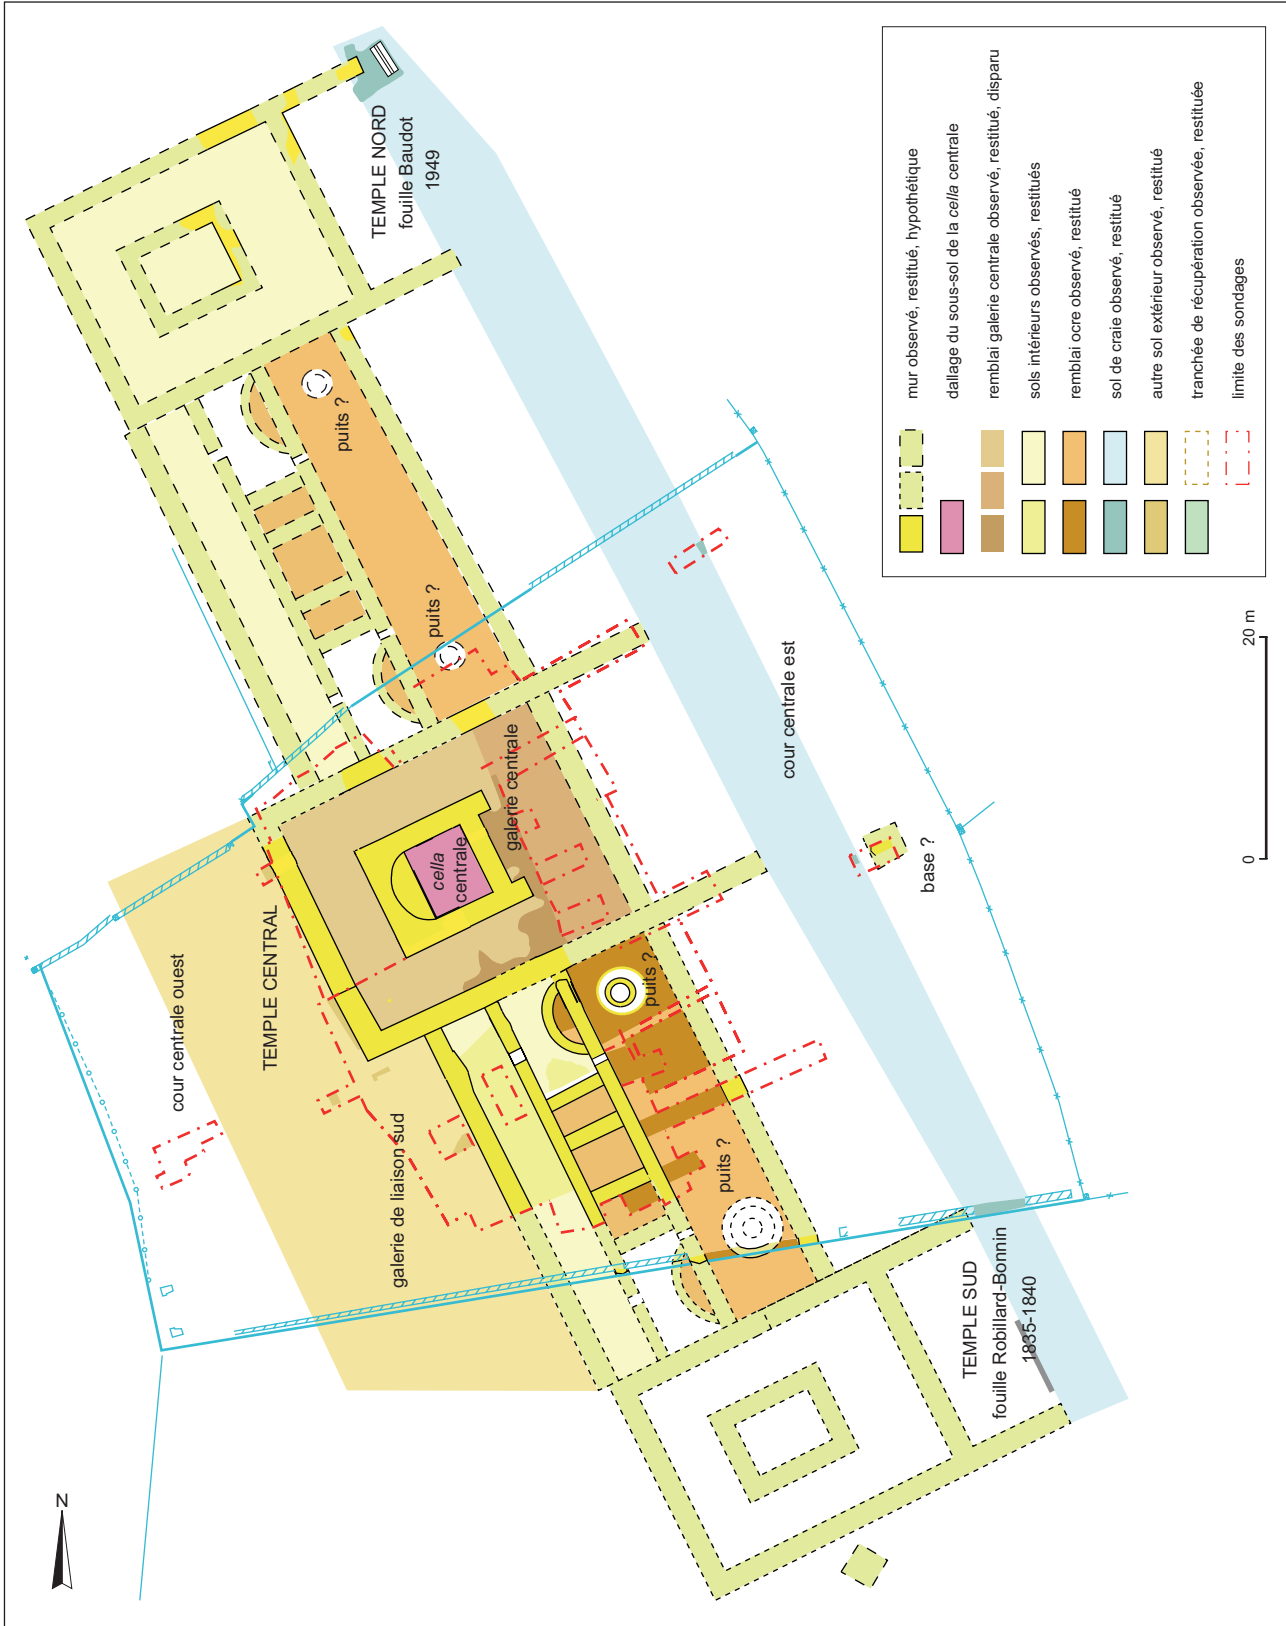 N
TEMPLE NORD
fouille Baudot
1949
puits ?
puits ?
galerie centrale
cella
centrale
TEMPLE CENTRAL
cour centrale ouest
cour centrale est
base ?
puits ?
puits ?
galerie de liaison sud
TEMPLE SUD
fouille Robillard-Bonnin
1835-1840
mur observé, restitué, hypothétique
dallage du sous-sol de la cella centrale
remblai galerie centrale observé, restitué, disparu
sols intérieurs observés, restitués
remblai ocre observé, restitué
sol de craie observé, restitué
autre sol extérieur observé, restitué
tranchée de récupération observée, restituée
limite des sondages
0 20 m